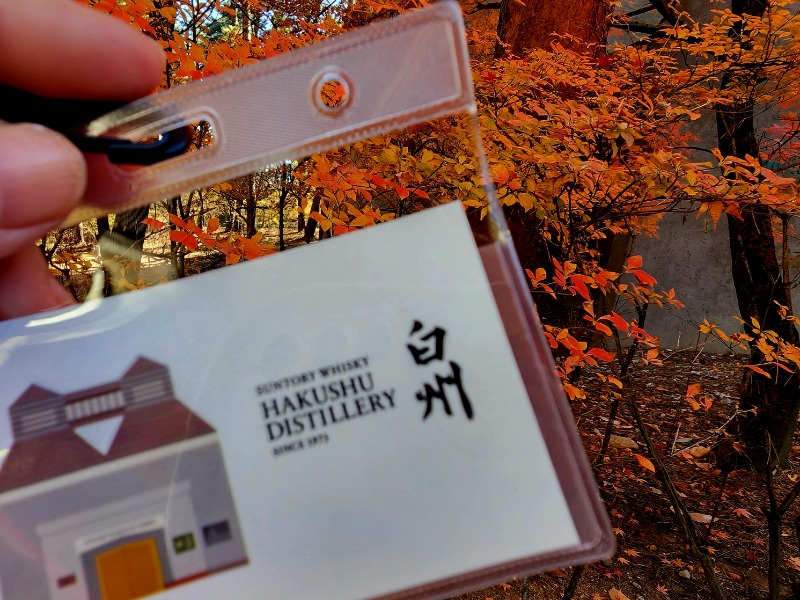 SUNTORY WHISKY
HAKUSHU
DISTILLERY
SINCE 1973
白州